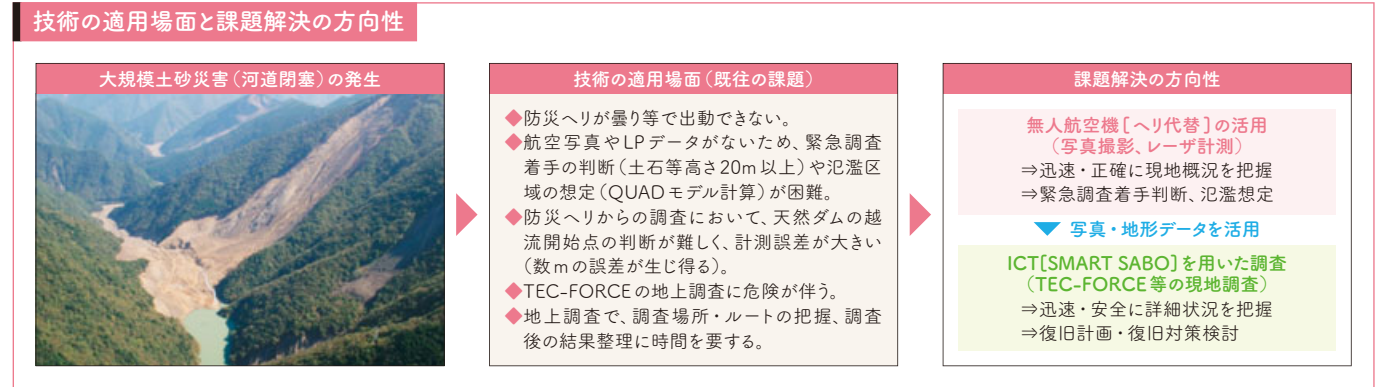 技術の適用場面と課題解決の方向性
大規模土砂災害（河道閉塞）の発生
技術の適用場面（既往の課題）
◆防災ヘリが曇り等で出動できない。
◆航空写真やLPデータがないため、緊急調査
着手の判断（土石等高さ20m以上）や氾濫区
域の想定（QUADモデル計算）が困難。
◆防災ヘリからの調査において、天然ダムの越
流開始点の判断が難しく、計測誤差が大きい
（数mの誤差が生じ得る）。
◆TEC-FORCEの地上調査に危険が伴う。
◆地上調査で、調査場所・ルートの把握、調査
後の結果整理に時間を要する。
課題解決の方向性
無人航空機［ヘリ代替］の活用
（写真撮影、レーザ計測）
⇒迅速・正確に現地概況を把握
⇒緊急調査着手判断、氾濫想定
写真・地形データを活用
ICT［SMART SABO］を用いた調査
（TEC-FORCE等の現地調査）
⇒迅速・安全に詳細状況を把握
⇒復旧計画・復旧対策検討